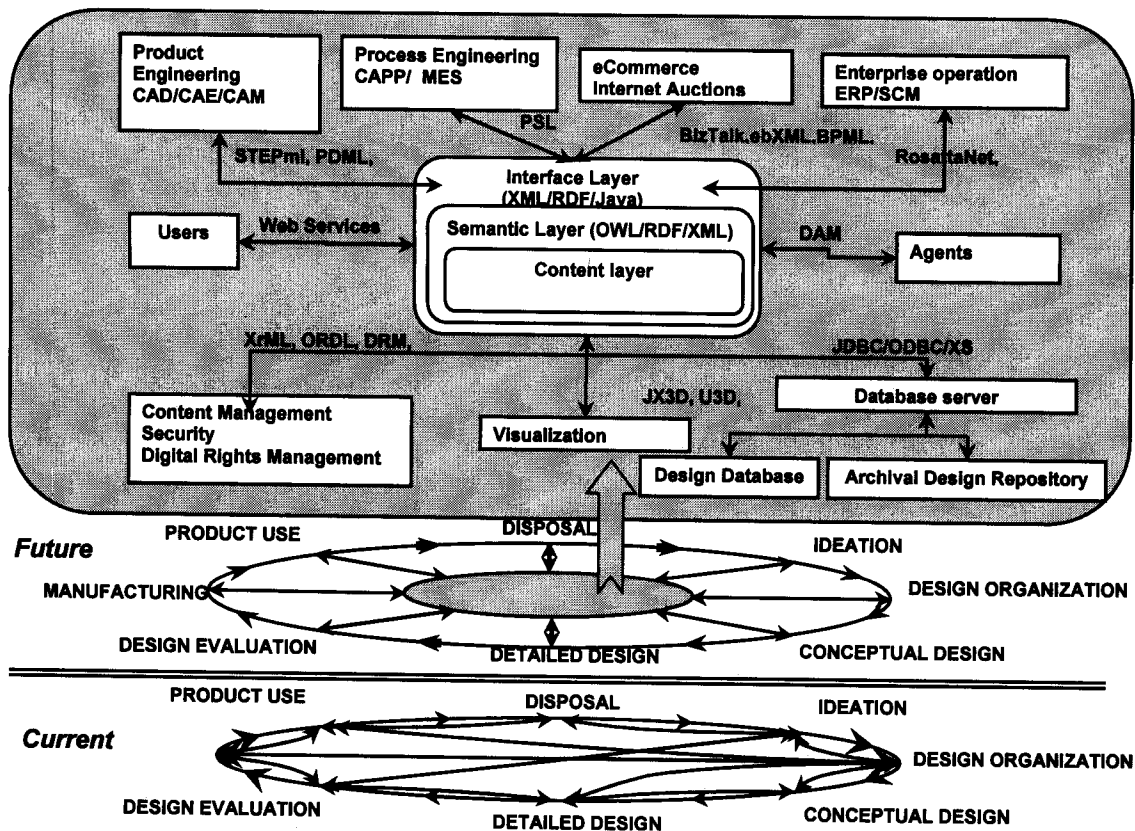 Product
Engineering
CAD/CAE/CAM
Process Engineering
CAPP/ MES
eCommerce
Internet Auctions
Enterprise operation
ERP/SCM
PSL
BizTalk.ebXML.BPML.
STEPml, PDML,
RosettaNet,
Interface Layer
(XML/RDF/Java)
Users
Web Services
Semantic Layer (OWL/RDF/XML)
DAM
Agents
Content layer
XrML, ORDL, DRM,
JDBC/ODBC/XS
JX3D, U3D,
Database server
Content Management
Security
Digital Rights Management
Visualization
Design Database
Archival Design Repository
PRODUCT USE
DISPOSAL
IDEATION
Future
MANUFACTURING
DESIGN ORGANIZATION
DESIGN EVALUATION
DETAILED DESIGN
CONCEPTUAL DESIGN
PRODUCT USE
DISPOSAL
IDEATION
Current
DESIGN ORGANIZATION
DESIGN EVALUATION
DETAILED DESIGN
CONCEPTUAL DESIGN